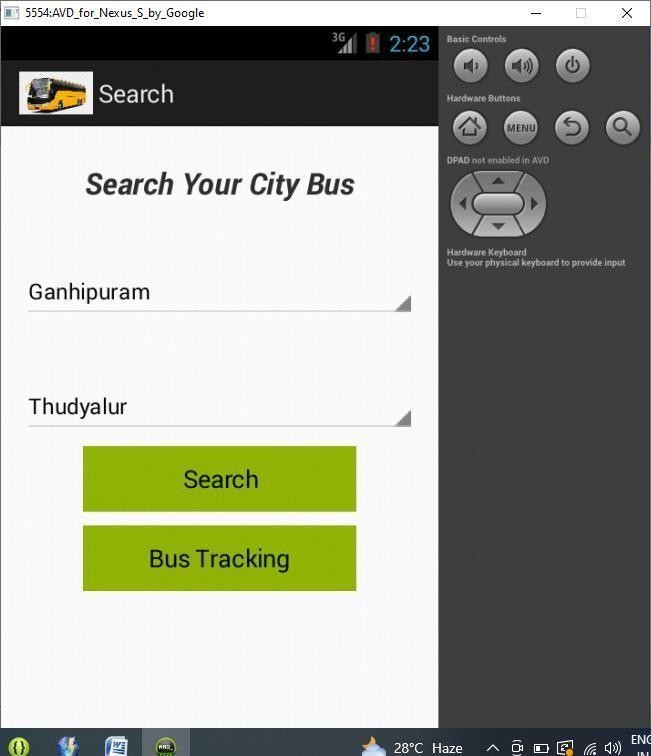 5554:AVD_for_Nexus_S_by_Google
3G
2:23
Search
Search Your City Bus
Ganhipuram
Thudyalur
Search
Bus Tracking
Basic Controls
Hardware Buttons
MENU
DPAD not enabled in AVD
Hardware Keyboard
Use your physical keyboard to provide input
28°C Haze
ENG
IN